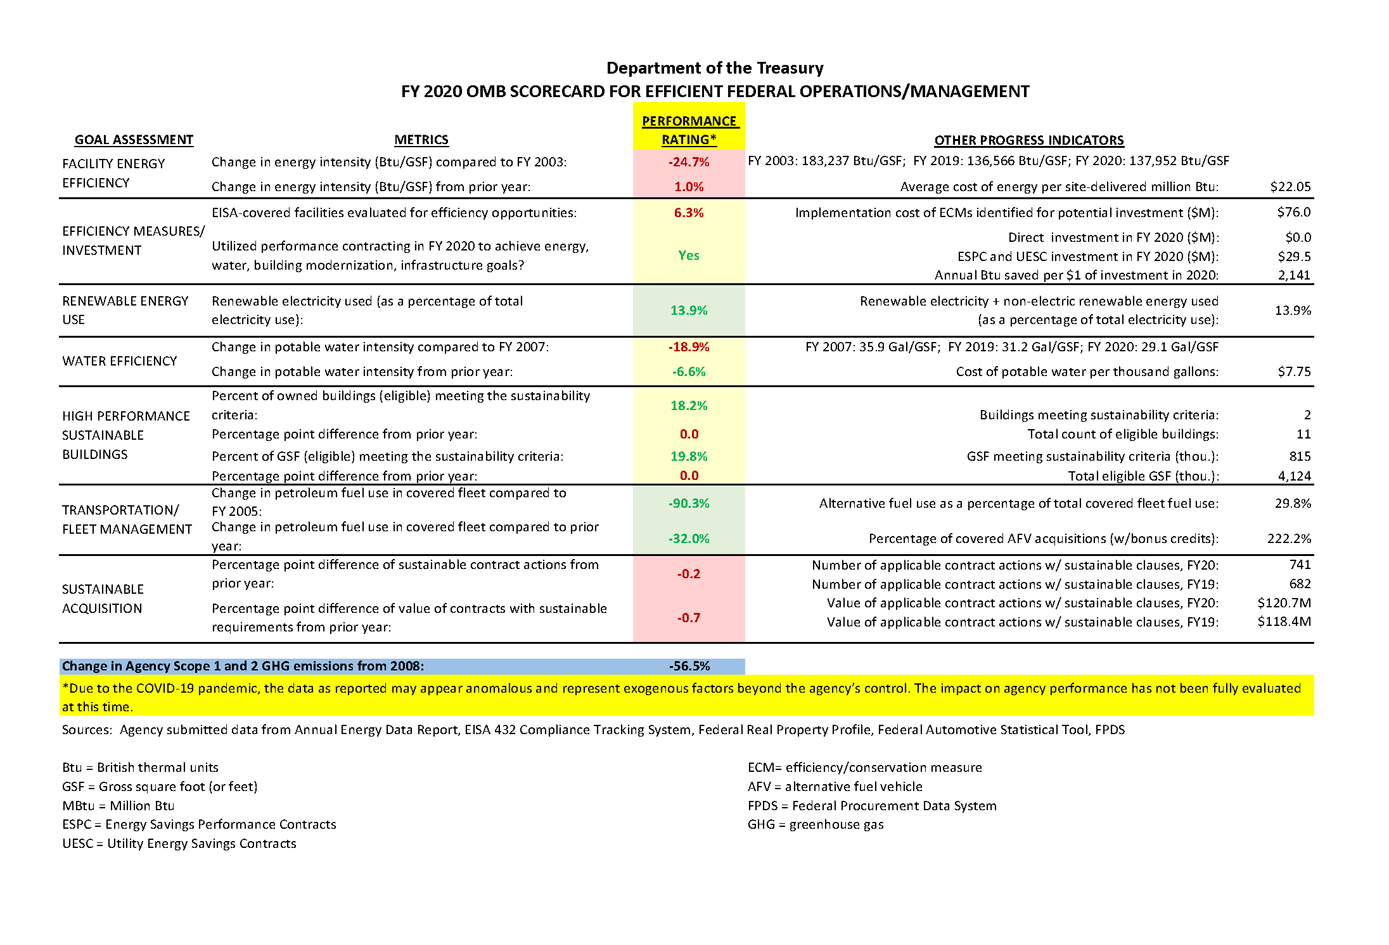 Department of the Treasury
FY 2020 OMB SCORECARD FOR EFFICIENT FEDERAL OPERATIONS/MANAGEMENT
GOAL ASSESSMENT METRICS PERFORMANCE RATING* OTHER PROGRESS INDICATORS
FACILITY ENERGY EFFICIENCY
Change in energy intensity (Btu/GSF) compared to FY 2003: -24.7% FY 2003: 183,237 Btu/GSF; FY 2019: 136,566 Btu/GSF; FY 2020: 137,952 Btu/GSF
Change in energy intensity (Btu/GSF) from prior year: 1.0% Average cost of energy per site-delivered million Btu: $22.05
EFFICIENCY MEASURES/ INVESTMENT
EISA-covered facilities evaluated for efficiency opportunities: 6.3% Implementation cost of ECMs identified for potential investment ($M): $76.0
Utilized performance contracting in FY 2020 to achieve energy,
water, building modernization, infrastructure goals? Yes
Direct investment in FY 2020 ($M): $0.0
ESPC and UESC investment in FY 2020 ($M): $29.5
Annual Btu saved per $1 of investment in 2020: 2,141
RENEWABLE ENERGY USE
Renewable electricity used (as a percentage of total
electricity use): 13.9%
Renewable electricity + non-electric renewable energy used
(as a percentage of total electricity use): 13.9%
WATER EFFICIENCY
Change in potable water intensity compared to FY 2007: -18.9% FY 2007: 35.9 Gal/GSF; FY 2019: 31.2 Gal/GSF; FY 2020: 29.1 Gal/GSF
Change in potable water intensity from prior year: -6.6% Cost of potable water per thousand gallons: $7.75
HIGH PERFORMANCE SUSTAINABLE BUILDINGS
Percent of owned buildings (eligible) meeting the sustainability
criteria: 18.2% Buildings meeting sustainability criteria: 2
Percentage point difference from prior year: 0.0 Total count of eligible buildings: 11
Percent of GSF (eligible) meeting the sustainability criteria: 19.8% GSF meeting sustainability criteria (thou.): 815
Percentage point difference from prior year: 0.0 Total eligible GSF (thou.): 4,124
TRANSPORTATION/ FLEET MANAGEMENT
Change in petroleum fuel use in covered fleet compared to
FY 2005: -90.3% Alternative fuel use as a percentage of total covered fleet fuel use: 29.8%
Change in petroleum fuel use in covered fleet compared to prior
year: -32.0% Percentage of covered AFV acquisitions (w/bonus credits): 222.2%
SUSTAINABLE ACQUISITION
Percentage point difference of sustainable contract actions from
prior year: -0.2
Number of applicable contract actions w/ sustainable clauses, FY20: 741
Number of applicable contract actions w/ sustainable clauses, FY19: 682
Percentage point difference of value of contracts with sustainable
requirements from prior year: -0.7
Value of applicable contract actions w/ sustainable clauses, FY20: $120.7M
Value of applicable contract actions w/ sustainable clauses, FY19: $118.4M
Change in Agency Scope 1 and 2 GHG emissions from 2008: -56.5%
*Due to the COVID-19 pandemic, the data as reported may appear anomalous and represent exogenous factors beyond the agency's control. The impact on agency performance has not been fully evaluated
at this time.
Sources: Agency submitted data from Annual Energy Data Report, EISA 432 Compliance Tracking System, Federal Real Property Profile, Federal Automotive Statistical Tool, FPDS
Btu = British thermal units
GSF = Gross square foot (or feet)
MBtu = Million Btu
ESPC = Energy Savings Performance Contracts
UESC = Utility Energy Savings Contracts
ECM= efficiency/conservation measure
AFV = alternative fuel vehicle
FPDS = Federal Procurement Data System
GHG = greenhouse gas